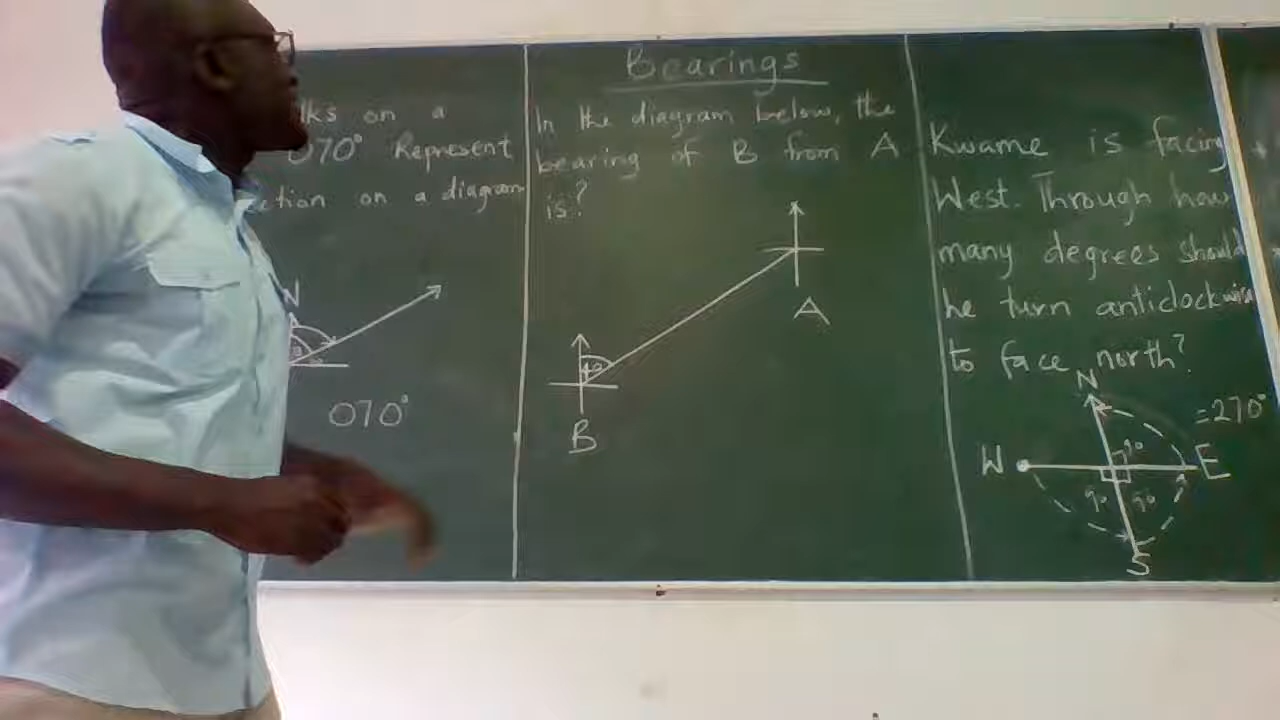 Bearings
lks on a
070° Represent
ction on a diagram
N
070°
In the diagram below, the
bearing of B from A
is?
A
B
Kwame is facing
West. Through how
many degrees should
he turn anticlockwise
to face north?
N
=270°
90
W E
90 90
S